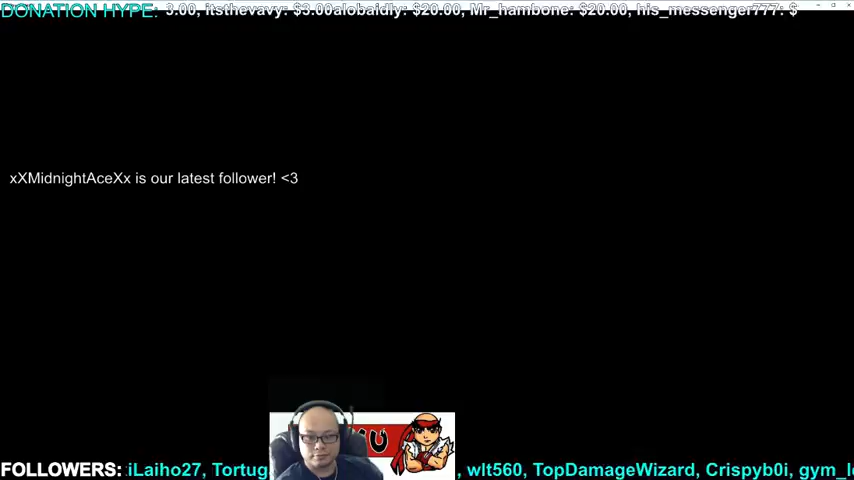 DONATION HYPE: 3.00, itsthevavy: $3.00alobaidly: $20.00, Mr_hambone: $20.00, his_messenger777: $
xXMidnightAceXx is our latest follower! <3
FOLLOWERS: iLaiho27, Tortug , wlt560, TopDamageWizard, Crispyb0i, gym_l